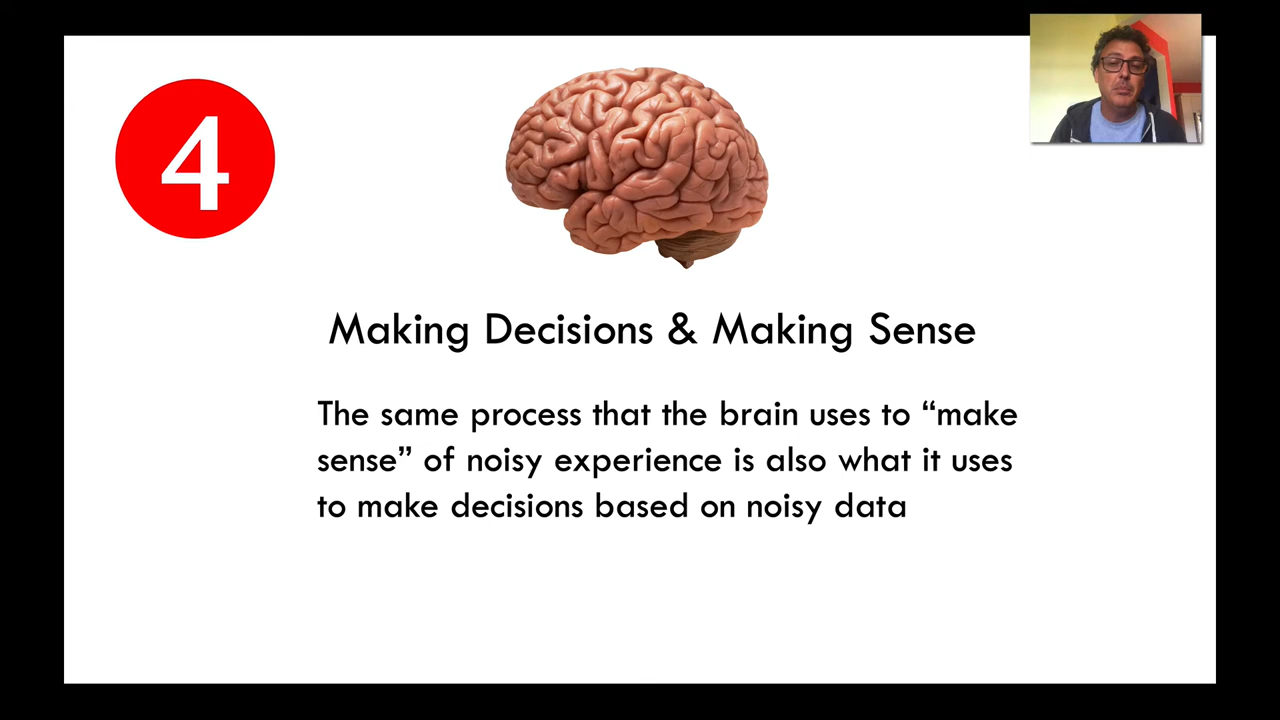 4
Making Decisions & Making Sense
The same process that the brain uses to “make
sense” of noisy experience is also what it uses
to make decisions based on noisy data